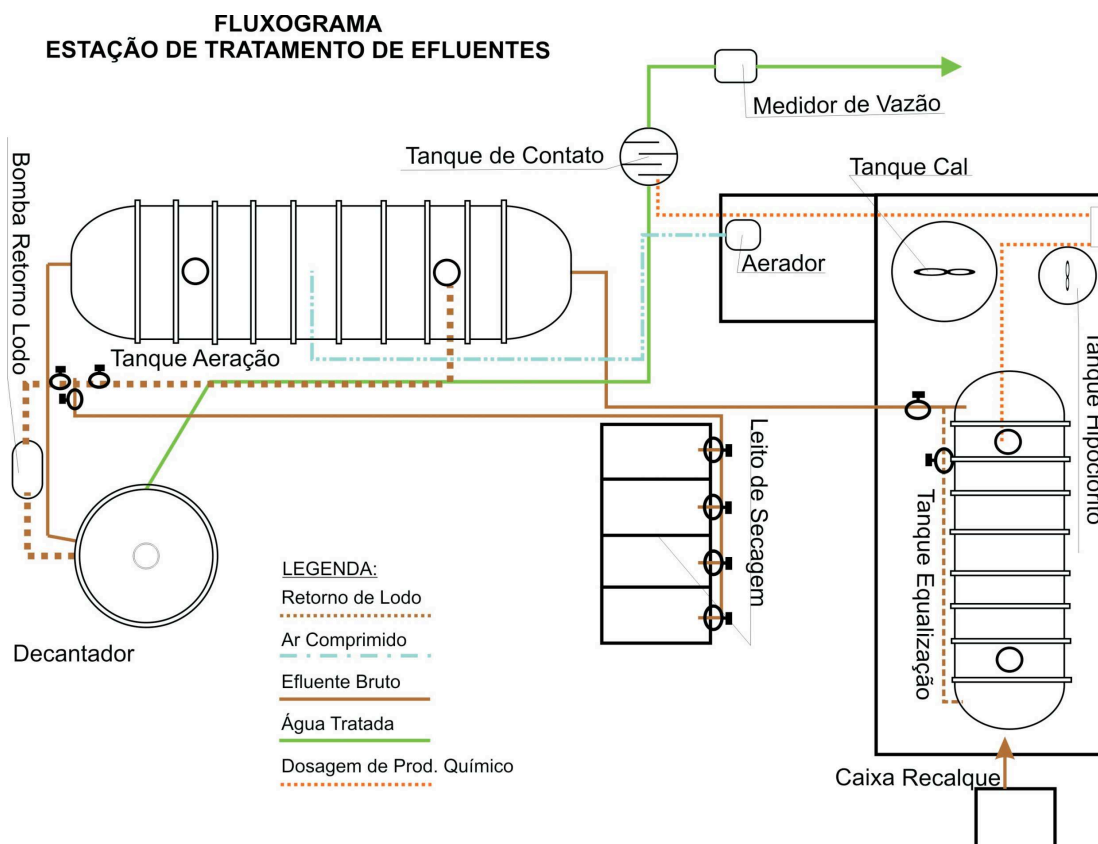 FLUXOGRAMA
ESTAÇÃO DE TRATAMENTO DE EFLUENTES
Medidor de Vazão
Tanque de Contato
Tanque Cal
Bomba Retorno Lodo
Aerador
Tanque Aeração
Tanque Hipoclorito
Leito de Secagem
Tanque Equalização
Decantador
LEGENDA:
Retorno de Lodo
Ar Comprimido
Efluente Bruto
Água Tratada
Dosagem de Prod. Químico
Caixa Recalque